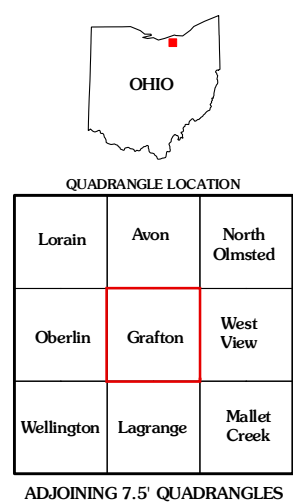 OHIO
QUADRANGLE LOCATION
Lorain
Avon
North
Olmsted
Oberlin
Grafton
West
View
Wellington
Lagrange
Mallet
Creek
ADJOINING 7.5' QUADRANGLES